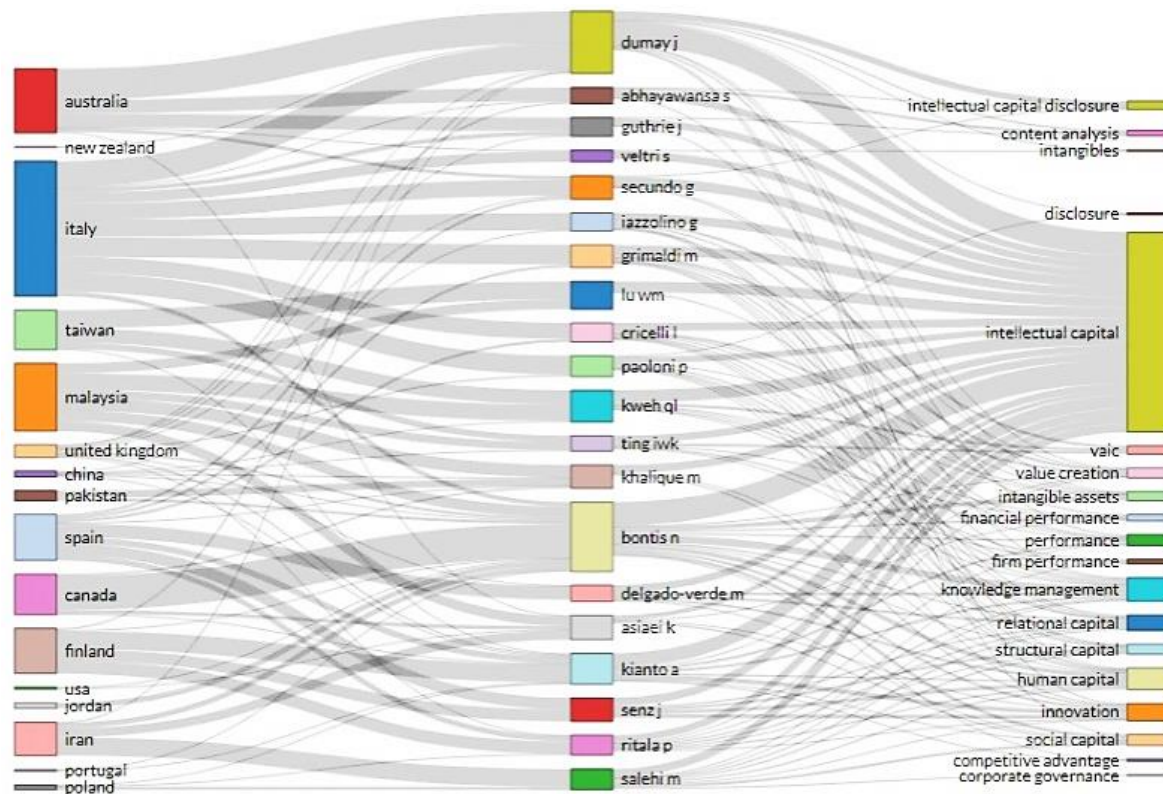 australia
new zealand
italy
taiwan
malaysia
united kingdom
china
pakistan
spain
canada
finland
usa
jordan
iran
portugal
poland
dumay j
abhayawansa s
guthrie j
veltri s
secundo g
iazzolino g
grimaldi m
lu wm
cricelli l
paoloni p
kweh ql
ting iwk
khalique m
bontis n
delgado-verde m
asiaei k
kianto a
senz j
ritala p
salehi m
intellectual capital disclosure
content analysis
intangibles
disclosure
intellectual capital
vaic
value creation
intangible assets
financial performance
performance
firm performance
knowledge management
relational capital
structural capital
human capital
innovation
social capital
competitive advantage
corporate governance